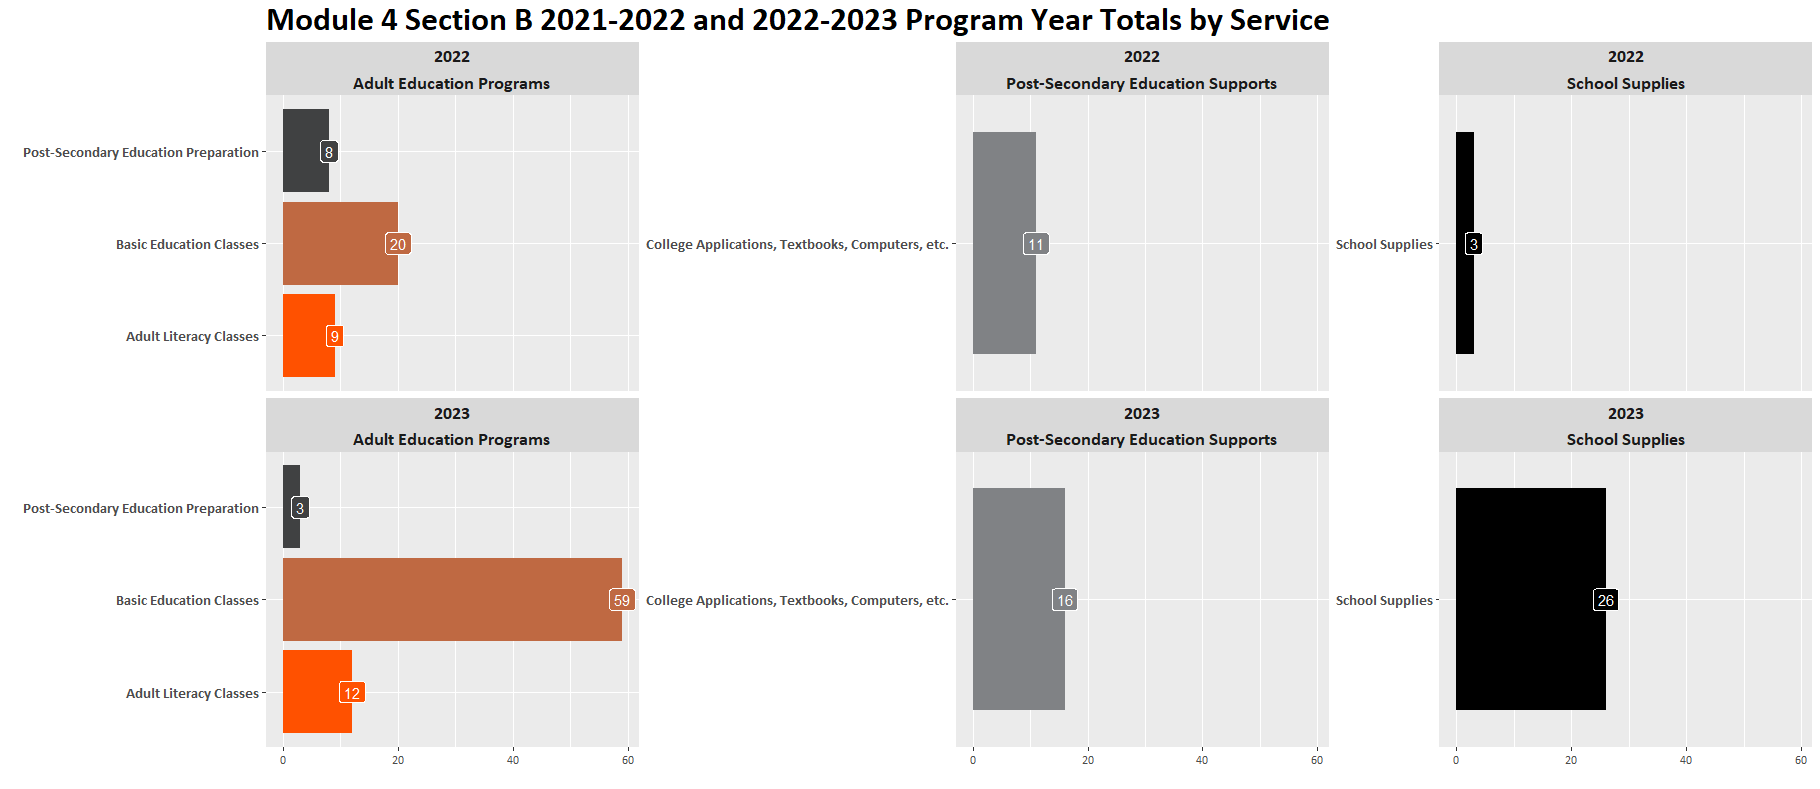 Module 4 Section B 2021-2022 and 2022-2023 Program Year Totals by Service
2022
Adult Education Programs
2022
Post-Secondary Education Supports
2022
School Supplies
Post-Secondary Education Preparation
8
Basic Education Classes
20
Adult Literacy Classes
9
College Applications, Textbooks, Computers, etc.
11
School Supplies
3
2023
Adult Education Programs
2023
Post-Secondary Education Supports
2023
School Supplies
Post-Secondary Education Preparation
3
Basic Education Classes
59
Adult Literacy Classes
12
College Applications, Textbooks, Computers, etc.
16
School Supplies
26
0 20 40 60
0 20 40 60
0 20 40 60